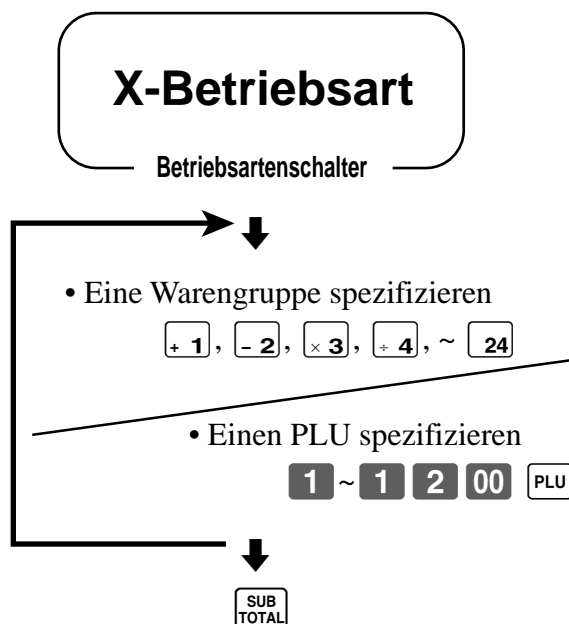 X-Betriebsart
Betriebsartenschalter
• Eine Warengruppe spezifizieren
+ 1, - 2, × 3, ÷ 4, ~ 24
• Einen PLU spezifizieren
1 ~ 1 2 00 PLU
SUB
TOTAL